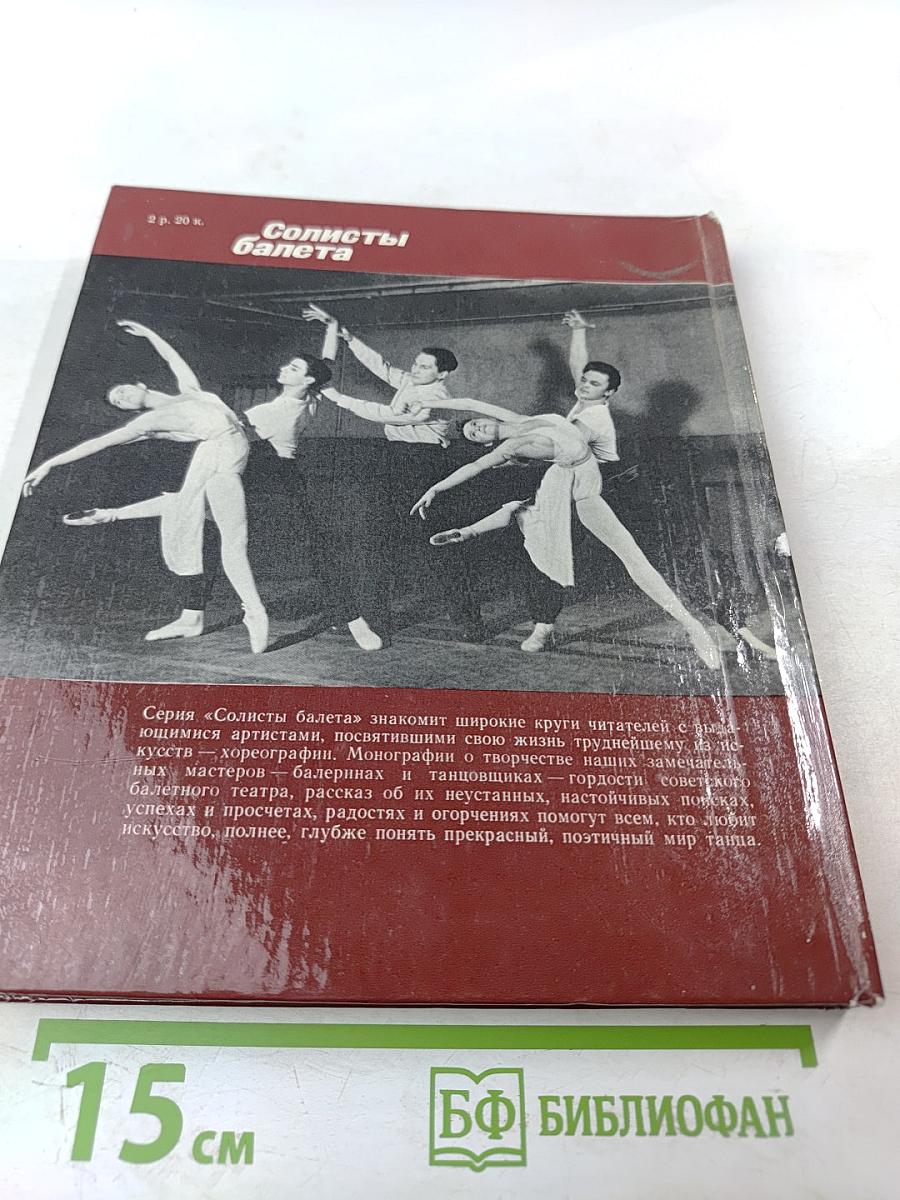 2 р. 20 к.
Солисты
балета
Серия «Солисты балета» знакомит широкие круги читателей с выда-
ющимися артистами, посвятившими свою жизнь труднейшему из ис-
кусств — хореографии. Монографии о творчестве наших замечатель-
ных мастеров — балеринах и танцовщиках — гордости советского
балетного театра, рассказ об их неустанных, настойчивых поисках,
успехах и просчетах, радостях и огорчениях помогут всем, кто любит
искусство, полнее, глубже понять прекрасный, поэтичный мир танца.
15 см
БФ БИБЛИОФАН